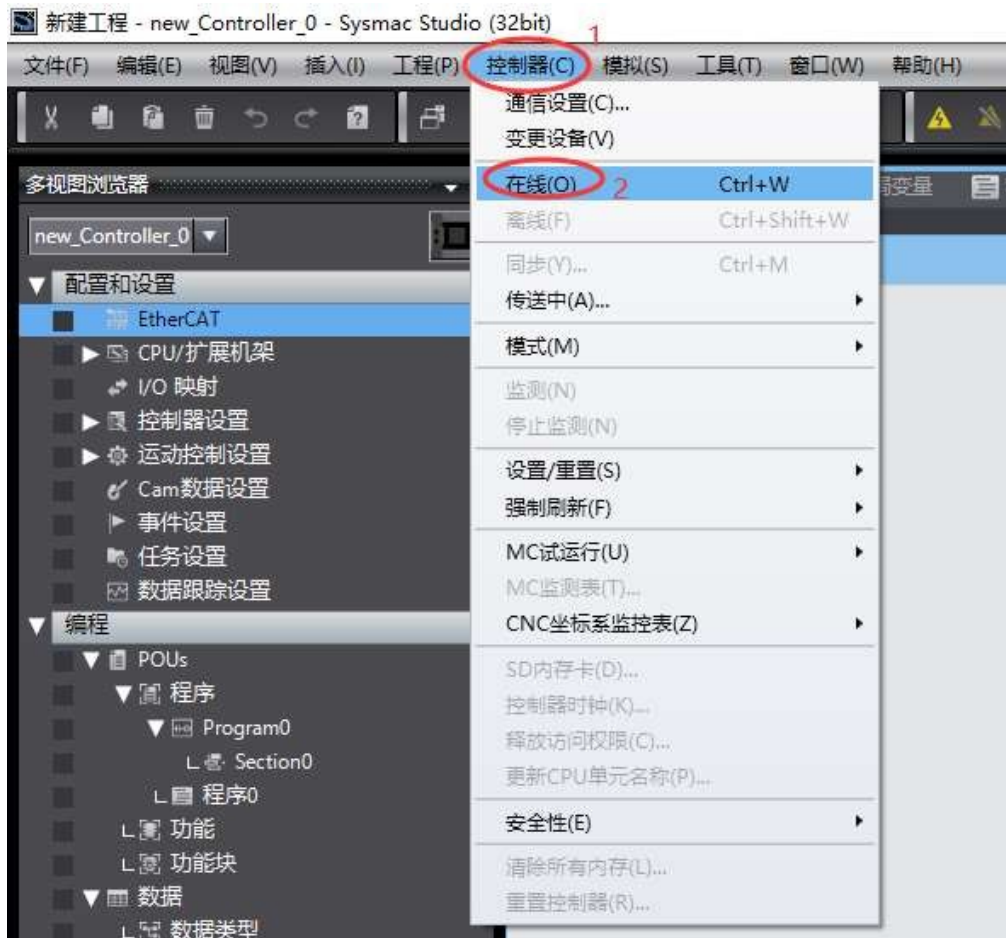 新建工程 - new_Controller_0 - Sysmac Studio (32bit)
1
文件(F) 编辑(E) 视图(V) 插入(I) 工程(P) 控制器(C) 模拟(S) 工具(T) 窗口(W) 帮助(H)
通信设置(C)...
变更设备(V)
在线(O) 2 Ctrl+W
离线(F) Ctrl+Shift+W
同步(Y)... Ctrl+M
传送中(A)...
模式(M)
监测(N)
停止监测(N)
设置/重置(S)
强制刷新(F)
MC试运行(U)
MC监测表(T)...
CNC坐标系监控表(Z)
SD内存卡(D)...
控制器时钟(K)...
释放访问权限(C)...
更新CPU单元名称(P)...
安全性(E)
清除所有内存(L)...
重置控制器(R)...
多视图浏览器
new_Controller_0
配置和设置
EtherCAT
CPU/扩展机架
I/O 映射
控制器设置
运动控制设置
Cam数据设置
事件设置
任务设置
数据跟踪设置
编程
POUs
程序
Program0
Section0
程序0
功能
功能块
数据
数据类型
变量